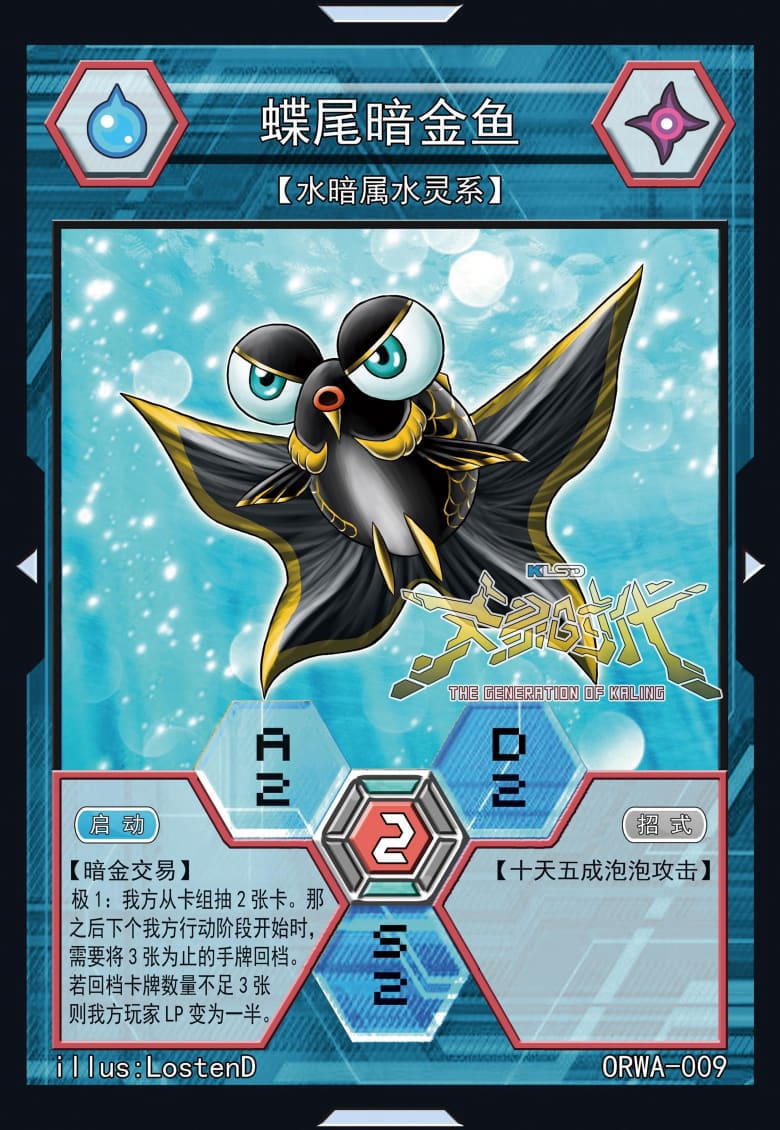 蝶尾暗金鱼
【水暗属水灵系】
KLSD
卡录时代
THE GENERATION OF KALING
A
2
D
2
2
S
2
启动
【暗金交易】
极1：我方从卡组抽2张卡。那
之后下个我方行动阶段开始时，
需要将3张为止的手牌回档。
若回档卡牌数量不足3张
则我方玩家LP变为一半。
招式
【十天五成泡泡攻击】
illus:LostenD
ORWA-009